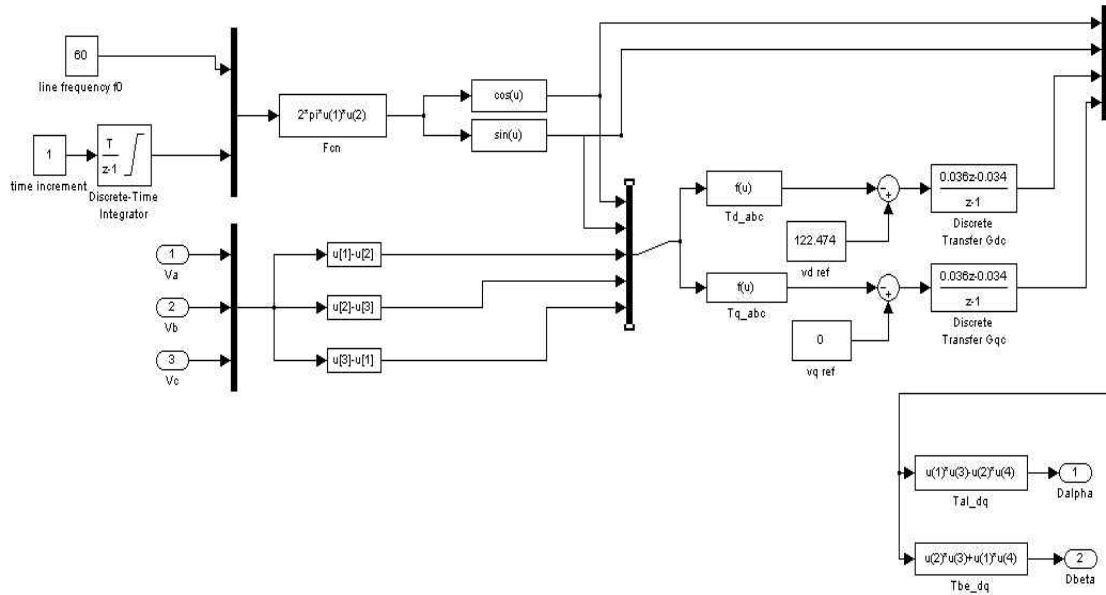 60
line frequency f0
1
time increment
T
z-1
Discrete-Time
Integrator
2*pi*u(1)*u(2)
Fcn
cos(u)
sin(u)
1
Va
2
Vb
3
Vc
u[1]-u[2]
u[2]-u[3]
u[3]-u[1]
f(u)
Td_abc
f(u)
Tq_abc
122.474
vd ref
0
vq ref
-
+
-
+
0.036z-0.034
z-1
Discrete
Transfer Gdc
0.036z-0.034
z-1
Discrete
Transfer Gqc
u(1)*u(3)-u(2)*u(4)
Tal_dq
1
Dalpha
u(2)*u(3)+u(1)*u(4)
Tbe_dq
2
Dbeta